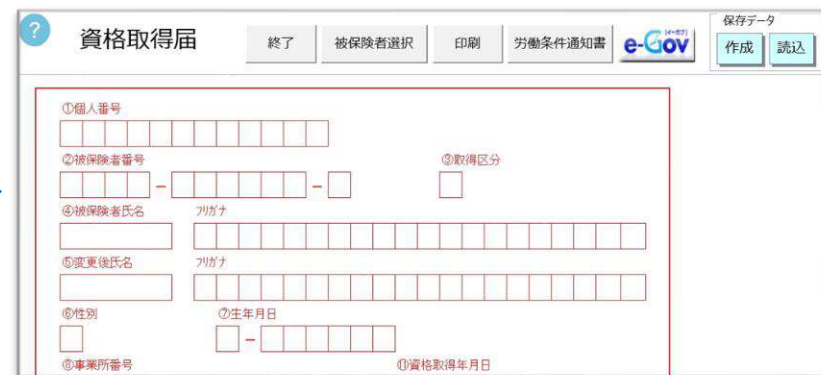 ?
資格取得届
終了
被保険者選択
印刷
労働条件通知書
e-Gov
(イーガブ)
保存データ
作成
読込
①個人番号
②被保険者番号
③取得区分
④被保険者氏名
フリガナ
⑤変更後氏名
フリガナ
⑥性別
⑦生年月日
⑧事業所番号
⑪資格取得年月日